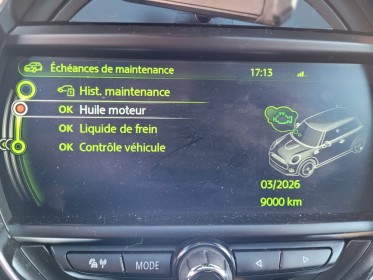 Échéances de maintenance
17:13
Hist. maintenance
OK Huile moteur
OK Liquide de frein
OK Contrôle véhicule
03/2026
9000 km
MODE